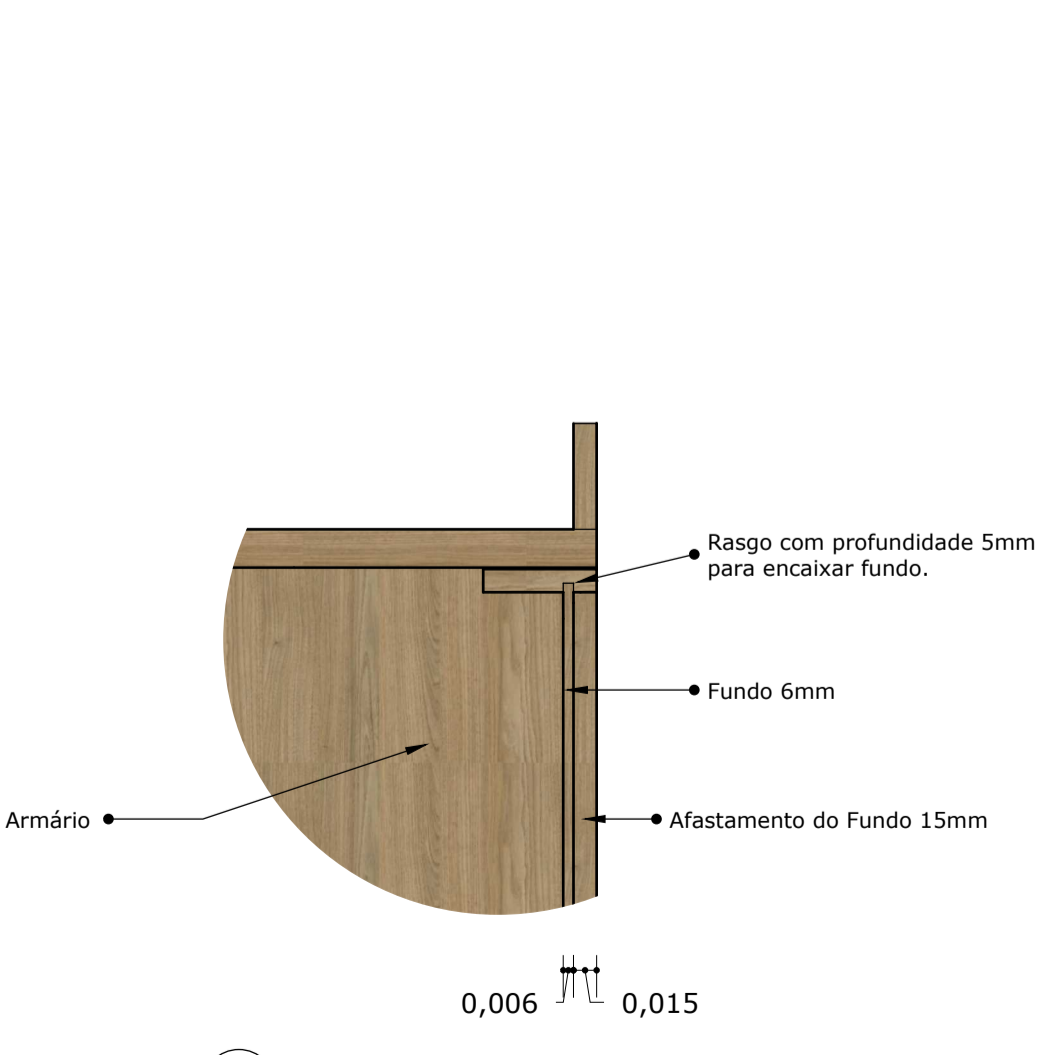 Rasgo com profundidade 5mm
para encaixar fundo.
Fundo 6mm
Armário
Afastamento do Fundo 15mm
0,006
0,015